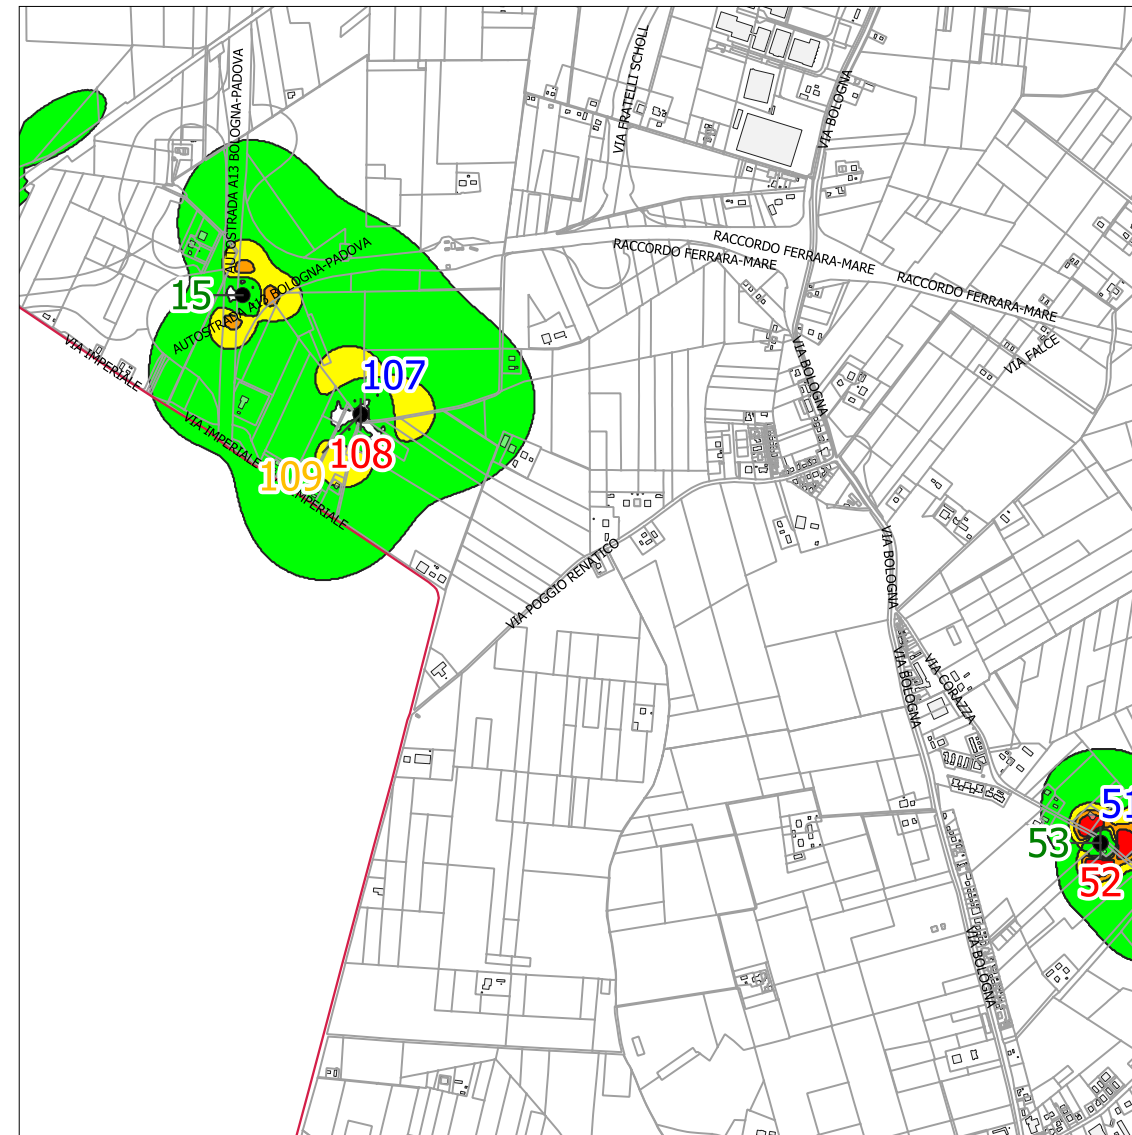 VIA FRATELLI SCHOLL
VIA BOLOGNA
AUTOSTRADA A13 BOLOGNA-PADOVA
AUTOSTRADA A13 BOLOGNA-PADOVA
RACCORDO FERRARA-MARE
RACCORDO FERRARA-MARE
RACCORDO FERRARA-MARE
15
VIA IMPERIALE
VIA BOLOGNA
VIA FALCE
107
108
109
VIA IMPERIALE
IMPERIALE
VIA POGGIO RENATICO
VIA BOLOGNA
VIA BOLOGNA
VIA CORAZZA
51
53
52
VIA BOLOGNA